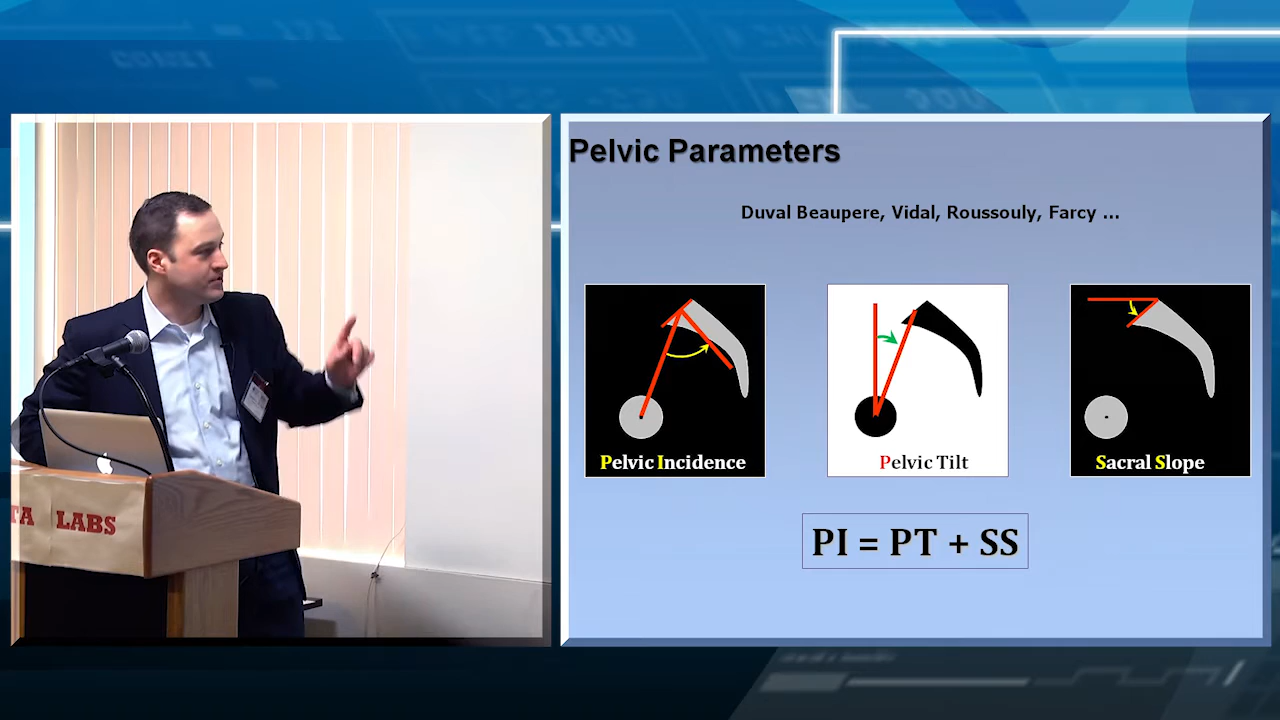 TA LABS
Pelvic Parameters
Duval Beaupere, Vidal, Roussouly, Farcy ...
Pelvic Incidence
Pelvic Tilt
Sacral Slope
PI = PT + SS